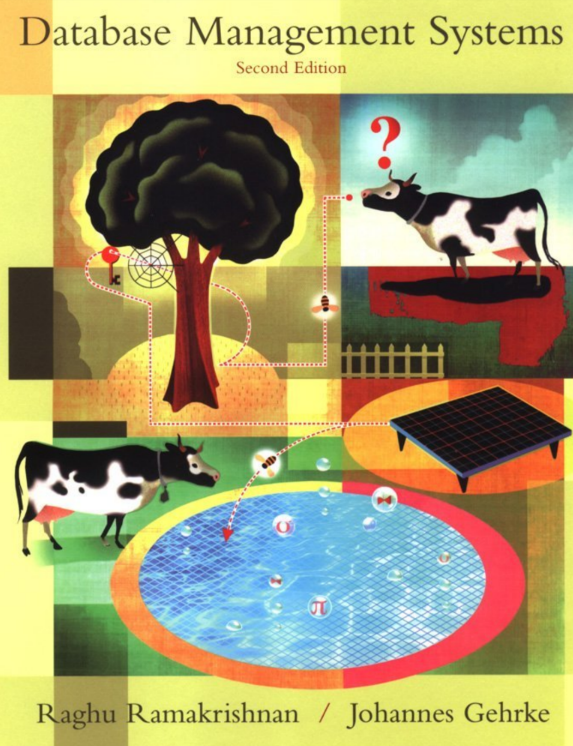 Database Management Systems
Second Edition
?
σ
π
Raghu Ramakrishnan / Johannes Gehrke